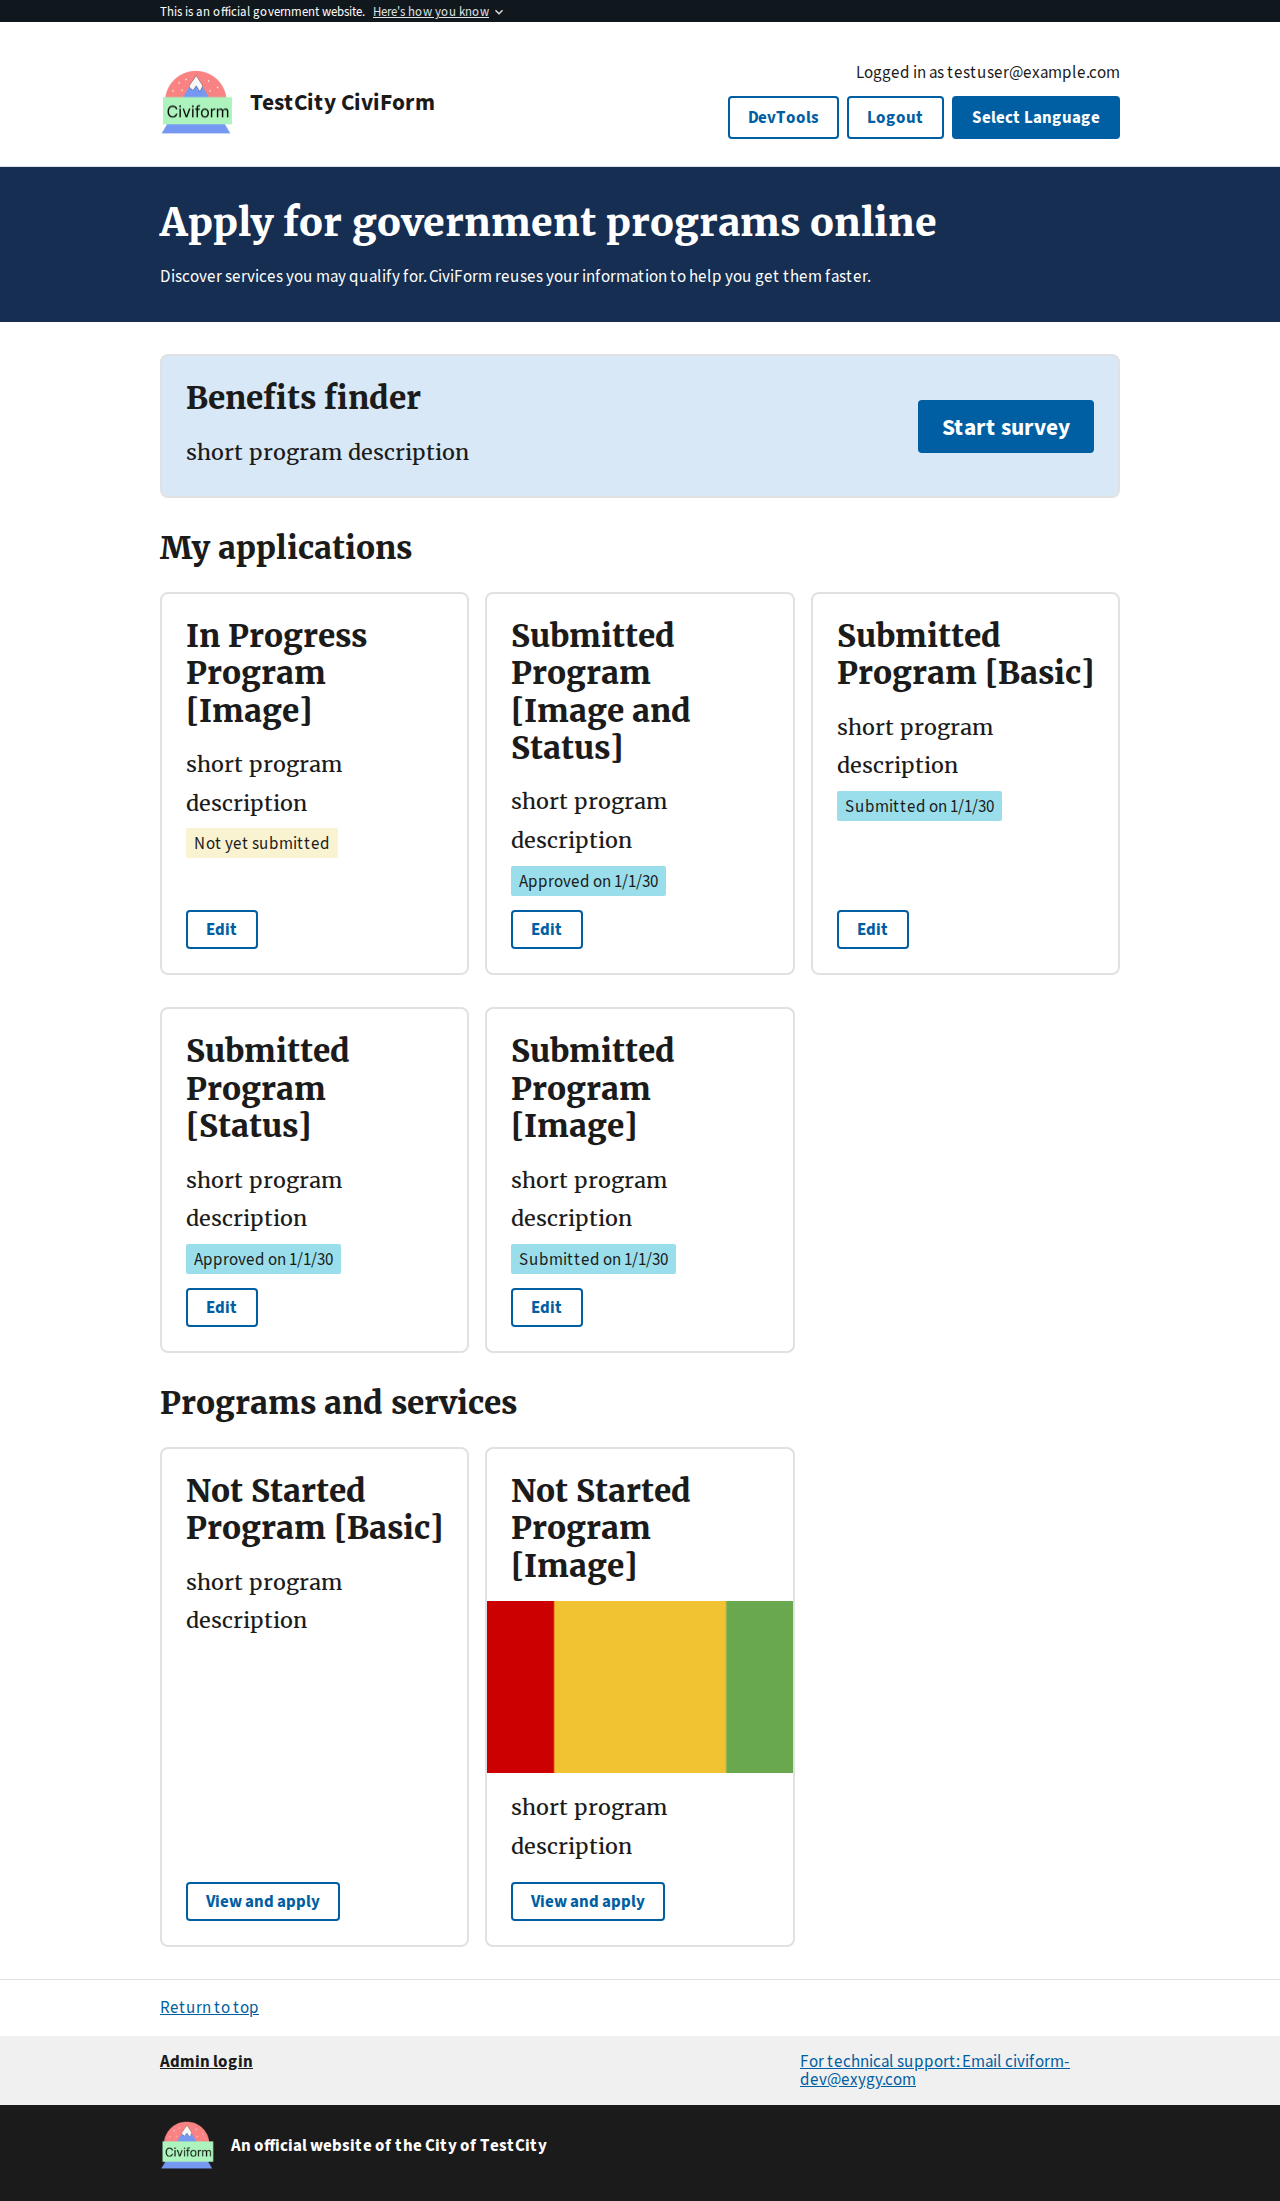 This is an official government website. Here's how you know
Logged in as testuser@example.com
Civiform
TestCity CiviForm
DevTools
Logout
Select Language
Apply for government programs online
Discover services you may qualify for. CiviForm reuses your information to help you get them faster.
Benefits finder
short program description
Start survey
My applications
In Progress
Program
[Image]
short program
description
Not yet submitted
Edit
Submitted
Program
[Image and
Status]
short program
description
Approved on 1/1/30
Edit
Submitted
Program [Basic]
short program
description
Submitted on 1/1/30
Edit
Submitted
Program
[Status]
short program
description
Approved on 1/1/30
Edit
Submitted
Program
[Image]
short program
description
Submitted on 1/1/30
Edit
Programs and services
Not Started
Program [Basic]
short program
description
View and apply
Not Started
Program
[Image]
short program
description
View and apply
Return to top
Admin login
For technical support: Email civiform-
dev@exygy.com
Civiform
An official website of the City of TestCity